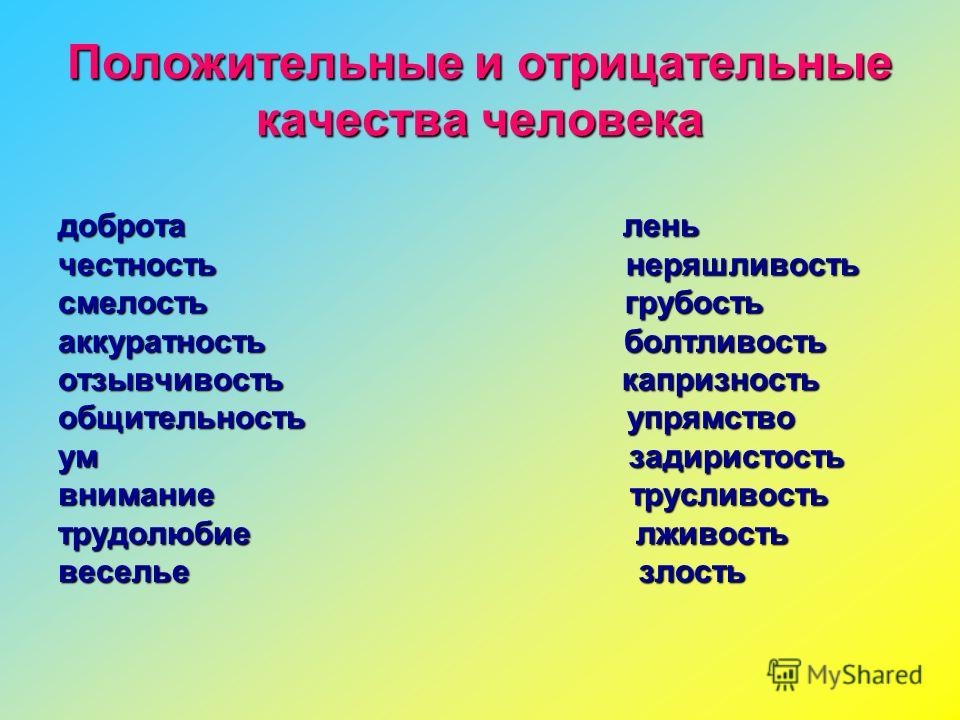 Положительные и отрицательные
качества человека
доброта лень
честность неряшливость
смелость грубость
аккуратность болтливость
отзывчивость капризность
общительность упрямство
ум задиристость
внимание трусливость
трудолюбие лживость
веселье злость
MyShared